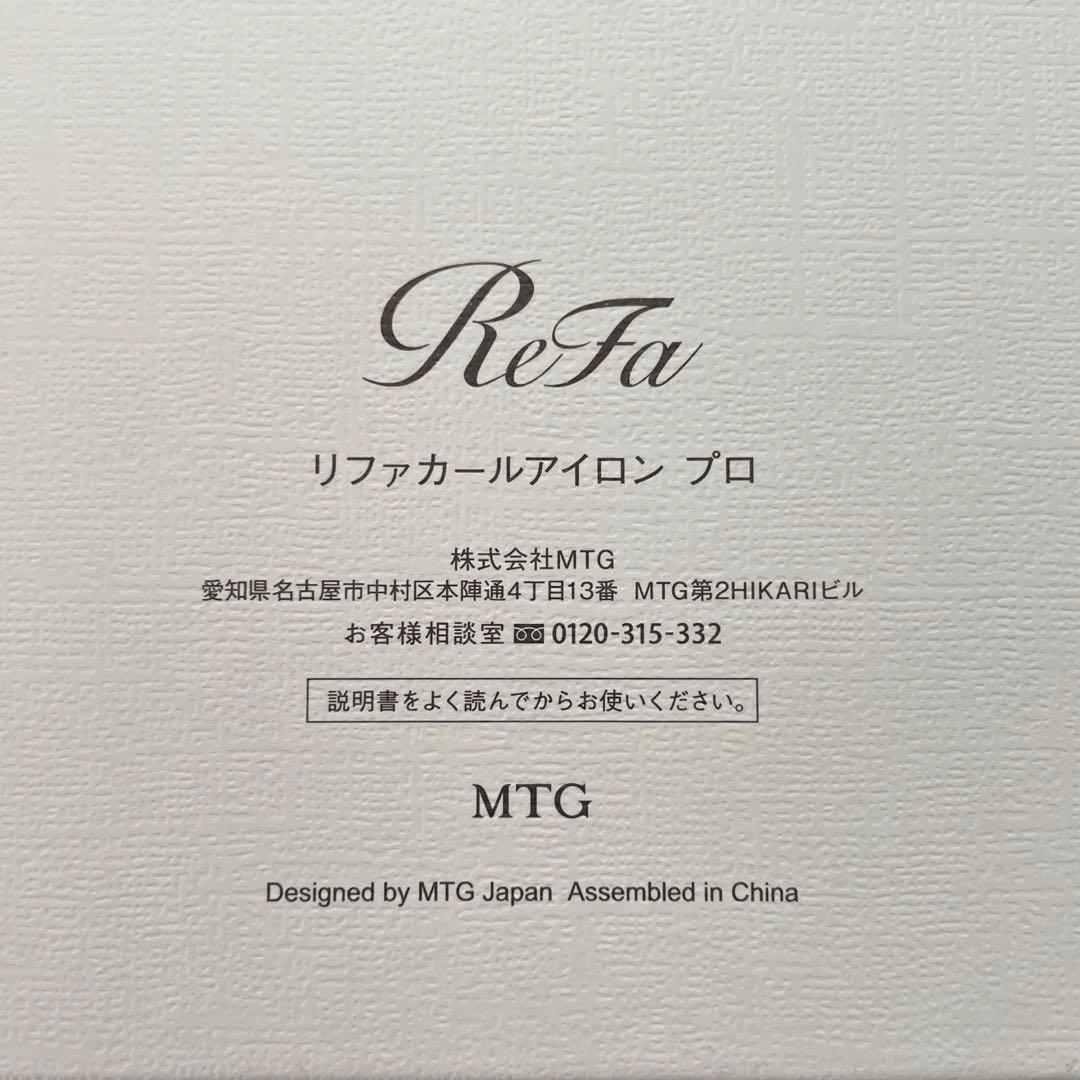 ReFa
リファカールアイロン プロ
株式会社MTG
愛知県名古屋市中村区本陣通4丁目13番 MTG第2HIKARIビル
お客様相談室 0120-315-332
説明書をよく読んでからお使いください。
MTG
Designed by MTG Japan Assembled in China